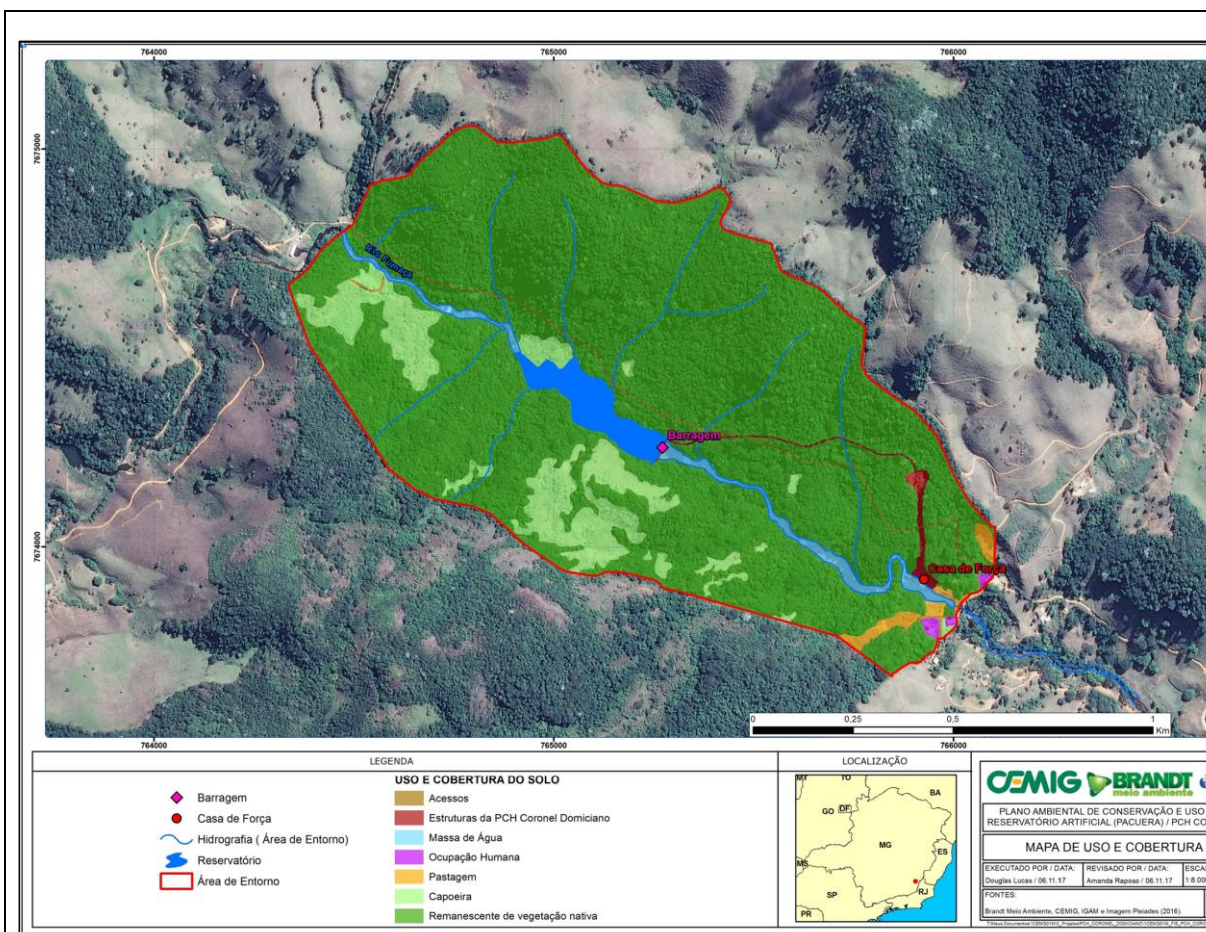 764000
765000
766000
7675000
7674000
Rio Fumaça
Barragem
Casa de Força
0
0,25
0,5
1
Km
764000
765000
766000
LEGENDA
Barragem
Casa de Força
Hidrografia ( Área de Entorno)
Reservatório
Área de Entorno
USO E COBERTURA DO SOLO
Acessos
Estruturas da PCH Coronel Domiciano
Massa de Água
Ocupação Humana
Pastagem
Capoeira
Remanescente de vegetação nativa
LOCALIZAÇÃO
MT
TO
BA
GO
DF
MG
ES
MS
SP
RJ
PR
CEMIG
BRANDT
meio ambiente
PLANO AMBIENTAL DE CONSERVAÇÃO E USO
RESERVATÓRIO ARTIFICIAL (PACUERA) / PCH CO
MAPA DE USO E COBERTURA
EXECUTADO POR / DATA:
Douglas Lucas / 06.11.17
REVISADO POR / DATA:
Amanda Raposo / 06.11.17
ESCA
1:8.00
FONTES:
Brandt Meio Ambiente, CEMIG, IGAM e Imagem Pleiades (2016).